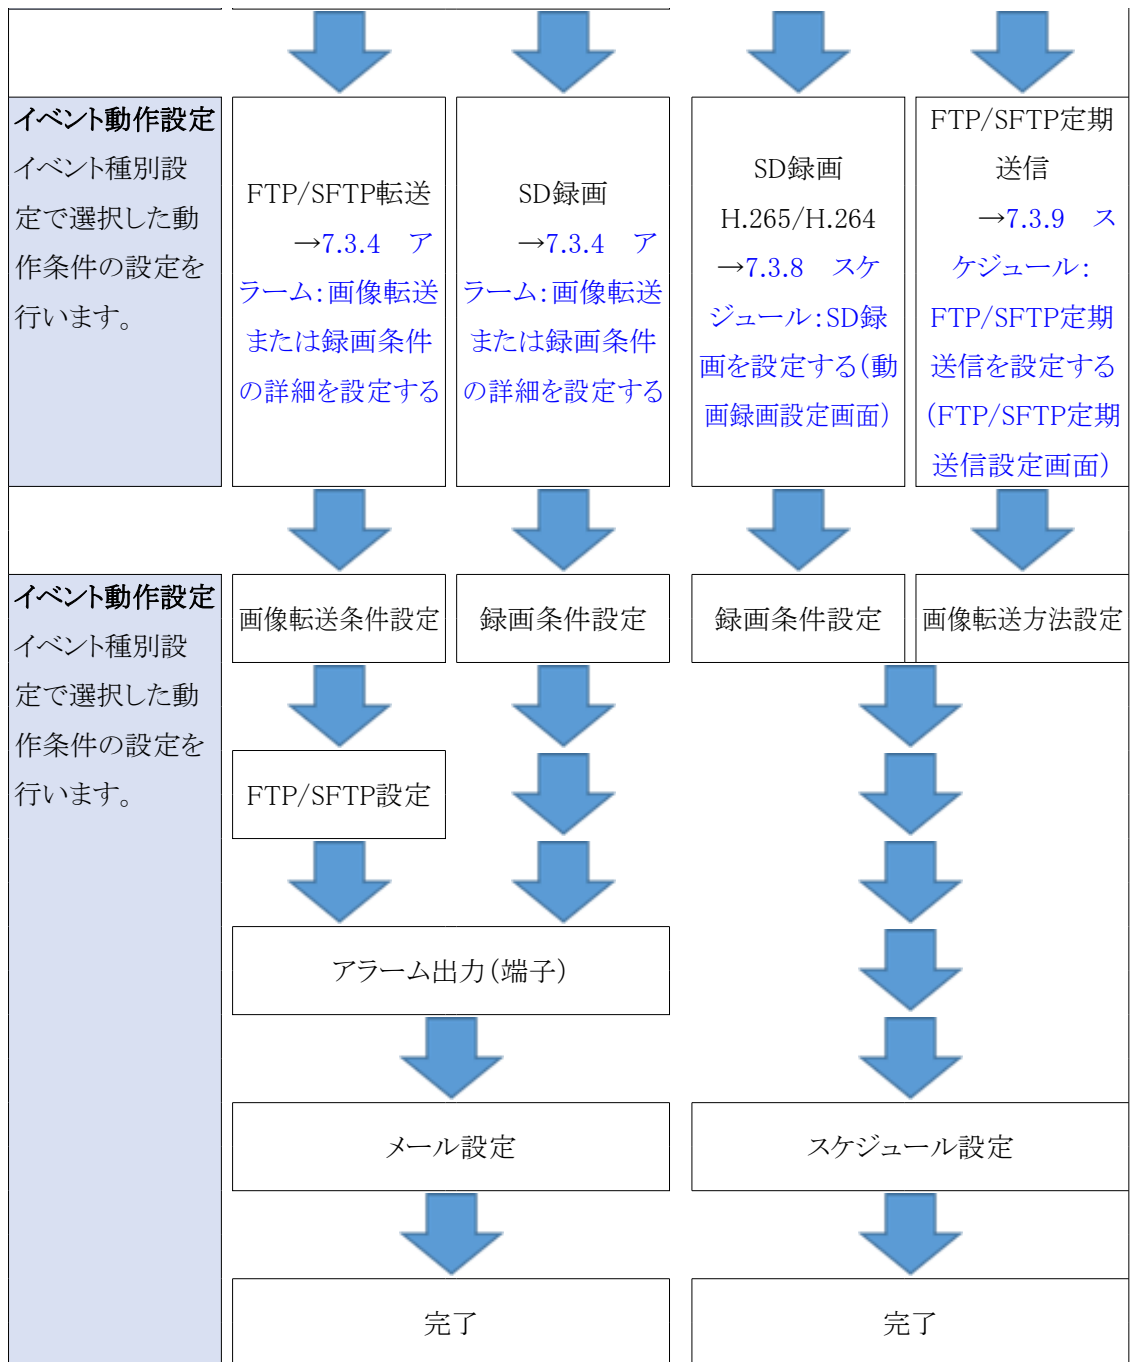 イベント動作設定
イベント種別設
定で選択した動
作条件の設定を
行います。
FTP/SFTP転送
→7.3.4　ア
ラーム：画像転送
または録画条件
の詳細を設定する
SD録画
→7.3.4　ア
ラーム：画像転送
または録画条件
の詳細を設定する
SD録画
H.265/H.264
→7.3.8　スケ
ジュール：SD録
画を設定する（動
画録画設定画面）
FTP/SFTP定期
送信
→7.3.9　ス
ケジュール：
FTP/SFTP定期
送信を設定する
（FTP/SFTP定期
送信設定画面）
イベント動作設定
イベント種別設
定で選択した動
作条件の設定を
行います。
画像転送条件設定
録画条件設定
録画条件設定
画像転送方法設定
FTP/SFTP設定
アラーム出力（端子）
メール設定
スケジュール設定
完了
完了